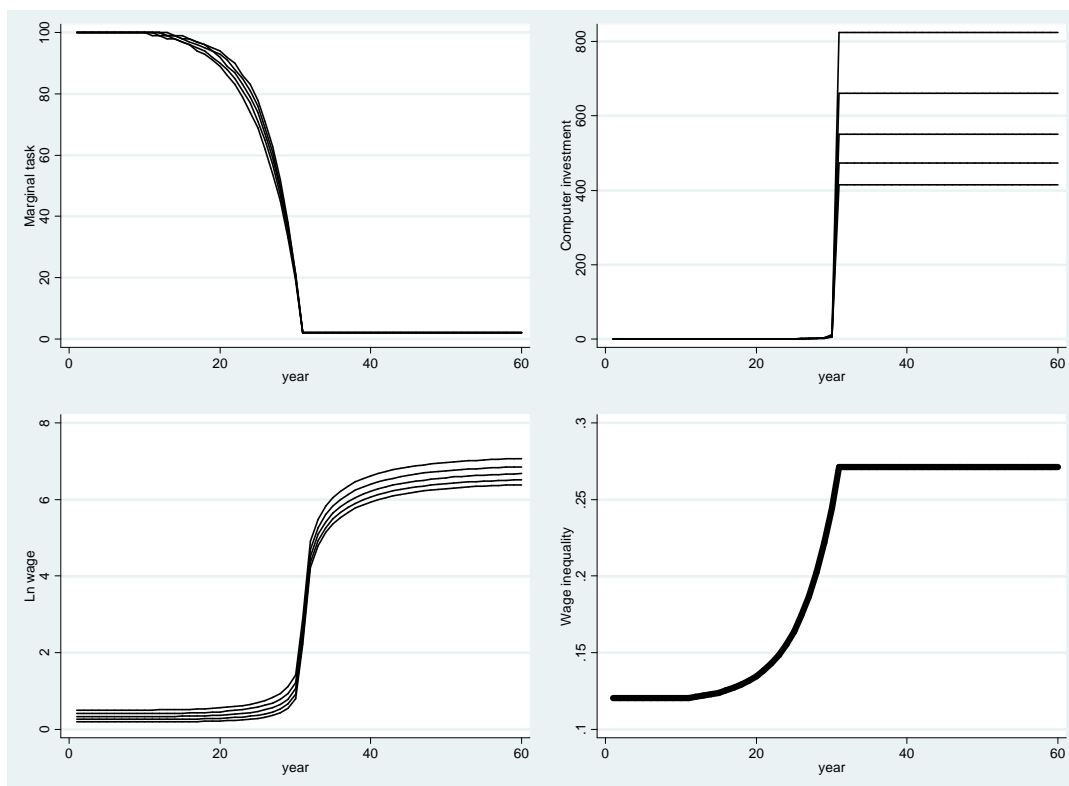 Marginal task
100
80
60
40
20
0
0 20 40 60
year
Computer investment
800
600
400
200
0
0 20 40 60
year
Ln wage
8
6
4
2
0
0 20 40 60
year
Wage inequality
.3
.25
.2
.15
.1
0 20 40 60
year